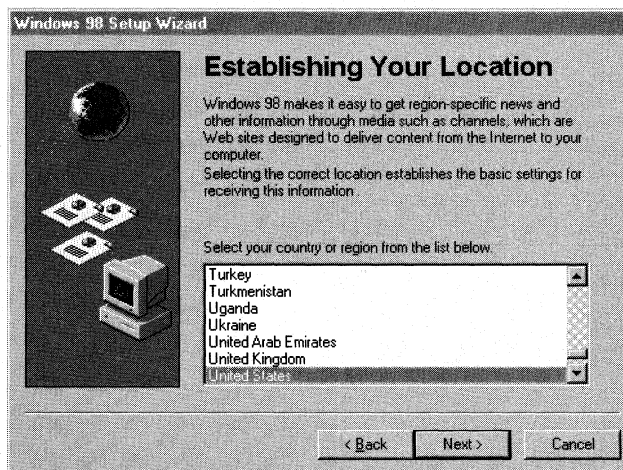 Windows 98 Setup Wizard
Establishing Your Location
Windows 98 makes it easy to get region-specific news and
other information through media such as channels, which are
Web sites designed to deliver content from the Internet to your
computer.
Selecting the correct location establishes the basic settings for
receiving this information.
Select your country or region from the list below.
Turkey
Turkmenistan
Uganda
Ukraine
United Arab Emirates
United Kingdom
United States
< Back
Next >
Cancel